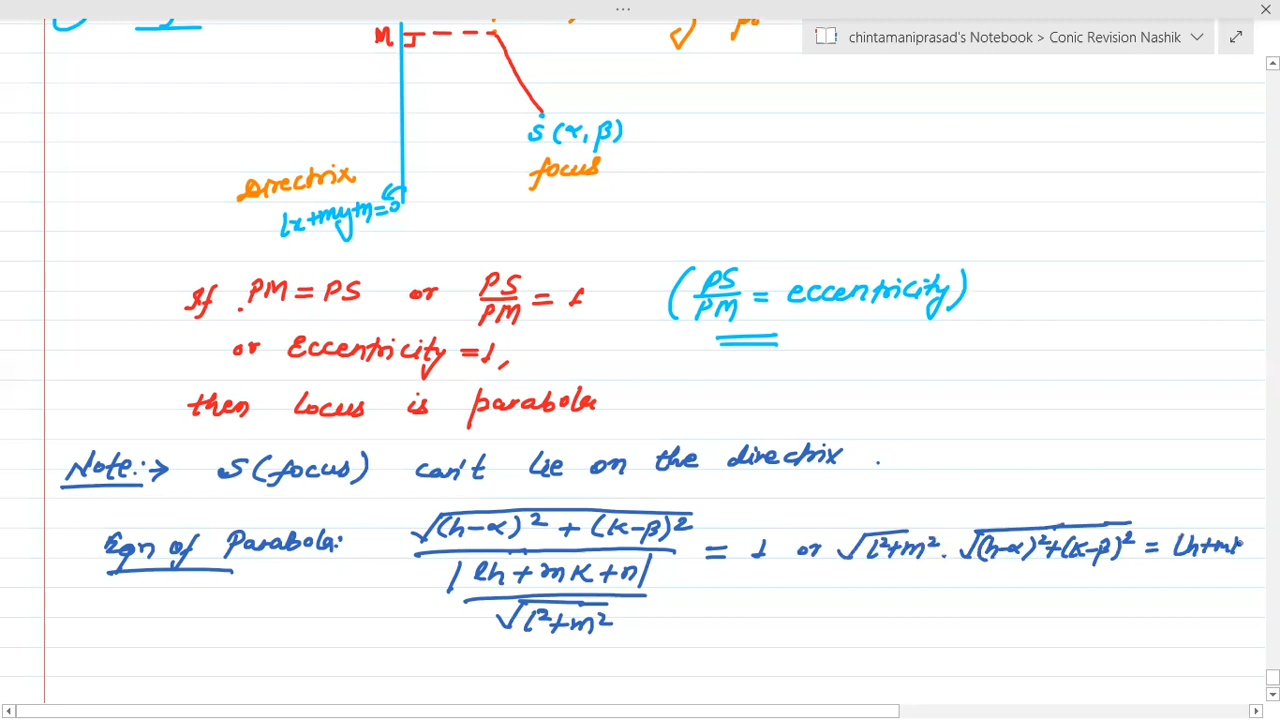 chintamaniprasad's Notebook > Conic Revision Nashik
M
S (α, β)
focus
Directrix
lx+my+n=0
If PM = PS or PS/PM = 1 (PS/PM = eccentricity)
or Eccentricity = 1,
then Locus is parabola
Note:→ S(focus) can't lie on the directrix .
Eqn of Parabola: √((h-α)² + (k-β)²) / (|lh + mk + n| / √(l²+m²)) = 1 or √(l²+m²) . √((h-α)²+(k-β)²) = lh+mk